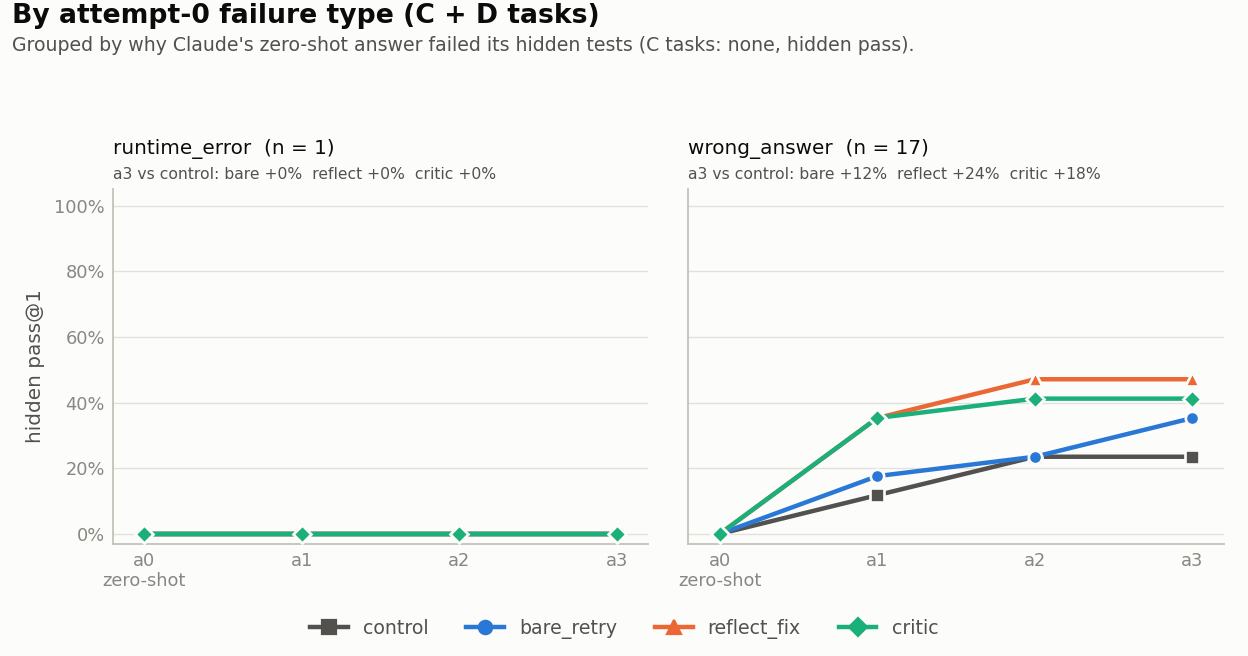 By attempt-0 failure type (C + D tasks)
Grouped by why Claude's zero-shot answer failed its hidden tests (C tasks: none, hidden pass).
runtime_error (n = 1)
a3 vs control: bare +0% reflect +0% critic +0%
wrong_answer (n = 17)
a3 vs control: bare +12% reflect +24% critic +18%
hidden pass@1
100%
80%
60%
40%
20%
0%
a0 a1 a2 a3
zero-shot
a0 a1 a2 a3
zero-shot
control bare_retry reflect_fix critic